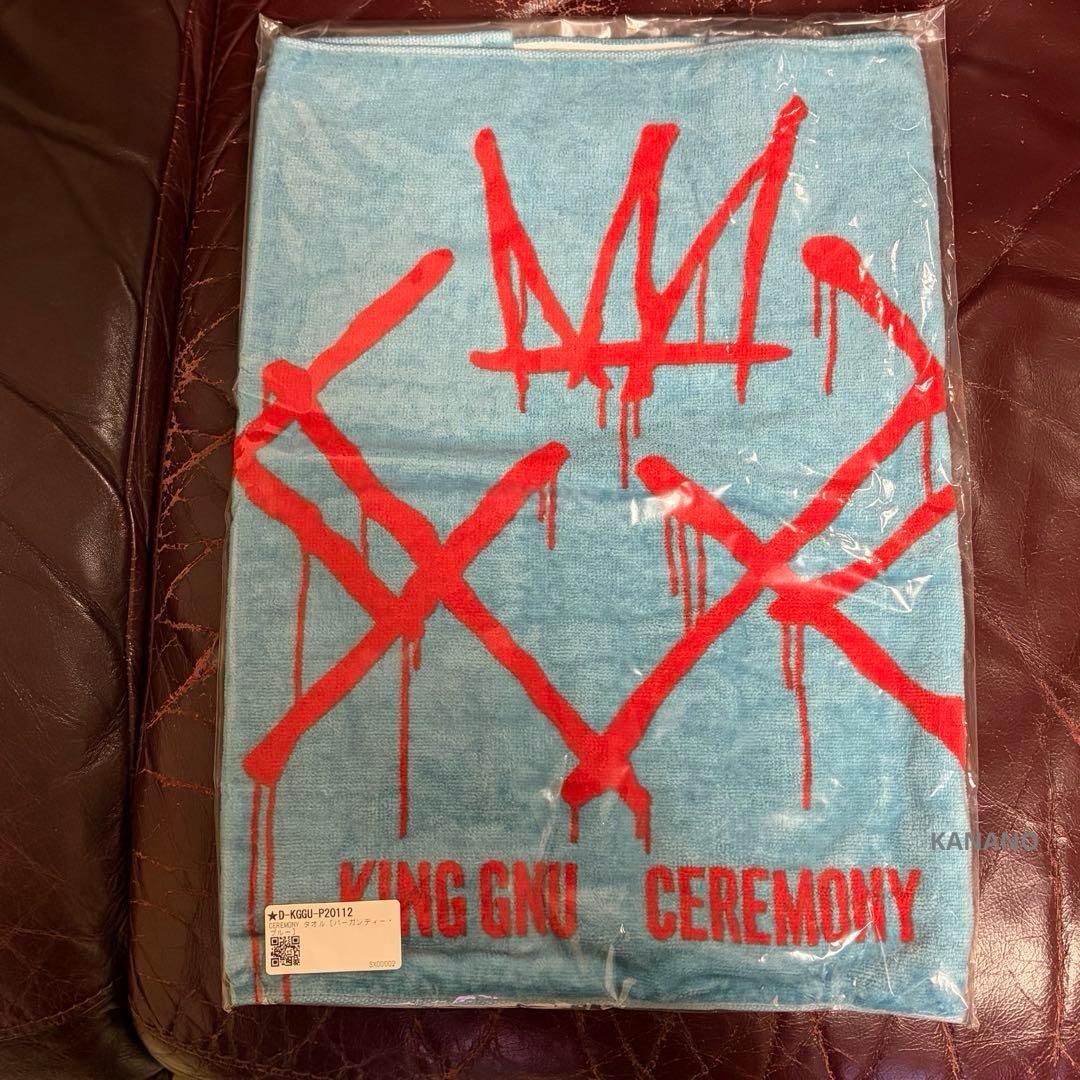 KING GNU CEREMONY
★D-KGGU-P20112
CEREMONY タオル［バーガンディー・
ブルー］
SX00002
KANANO